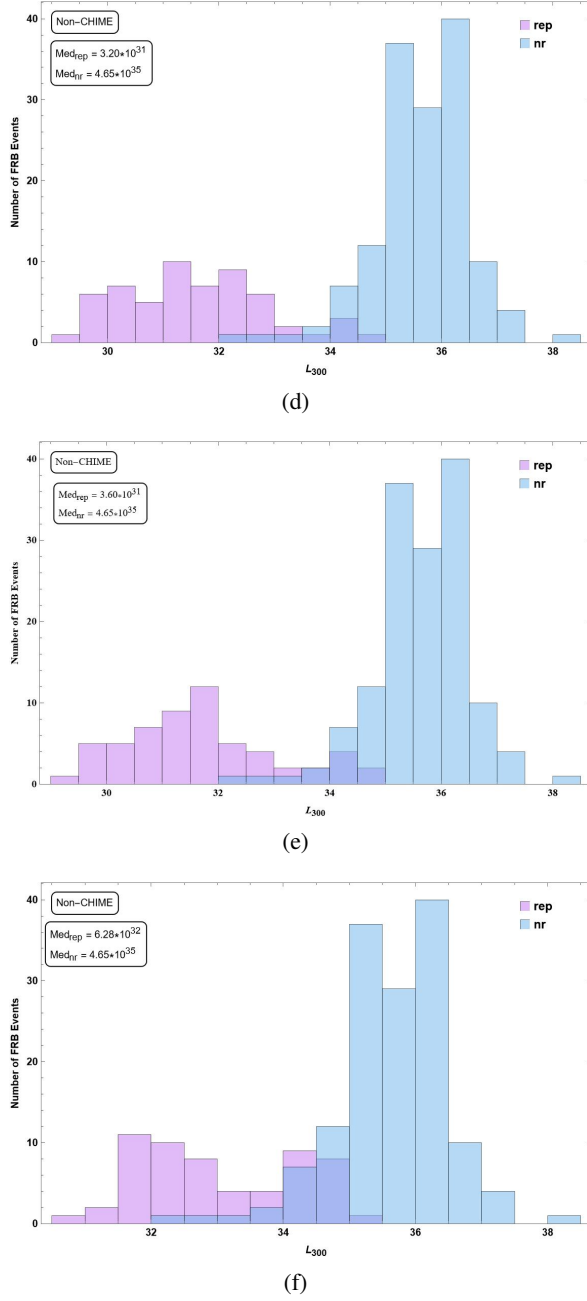 Non-CHIME
rep
nr
Med_rep = 3.20*10^31
Med_nr = 4.65*10^35
Number of FRB Events
40
30
20
10
0
30 32 34 36 38
L_300
(d)
Non-CHIME
rep
nr
Med_rep = 3.60*10^31
Med_nr = 4.65*10^35
Number of FRB Events
40
30
20
10
0
30 32 34 36 38
L_300
(e)
Non-CHIME
rep
nr
Med_rep = 6.28*10^32
Med_nr = 4.65*10^35
Number of FRB Events
40
30
20
10
0
32 34 36 38
L_300
(f)